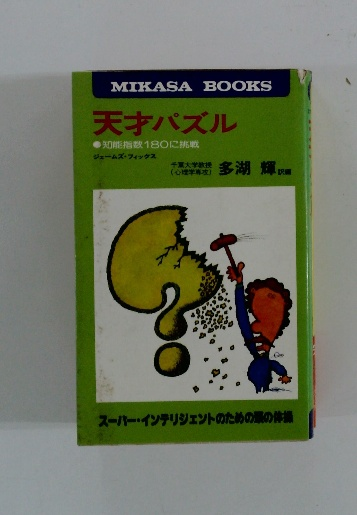 MIKASA BOOKS
天才パズル
●知能指数180に挑戦
ジェームズ・フィックス
千葉大学教授
(心理学専攻)
多湖 輝 訳編
スーパー・インテリジェントのための頭の体操